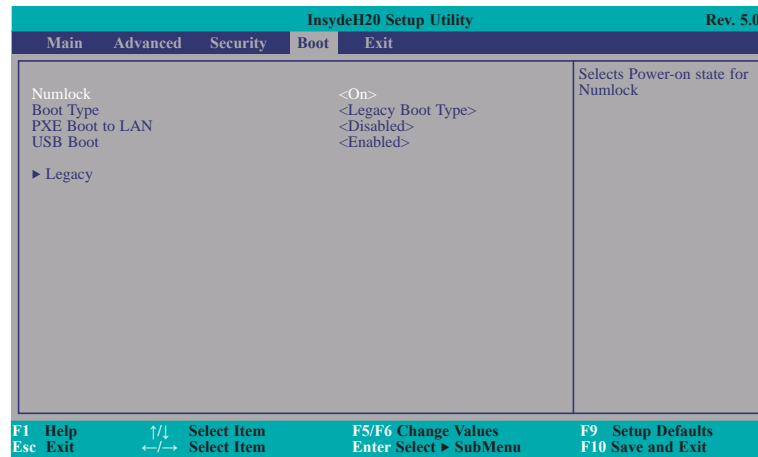 InsydeH20 Setup Utility Rev. 5.0
Main Advanced Security Boot Exit
Numlock <On>
Boot Type <Legacy Boot Type>
PXE Boot to LAN <Disabled>
USB Boot <Enabled>
▶ Legacy
Selects Power-on state for
Numlock
F1 Help ↑/↓ Select Item F5/F6 Change Values F9 Setup Defaults
Esc Exit ←/→ Select Item Enter Select ▶ SubMenu F10 Save and Exit